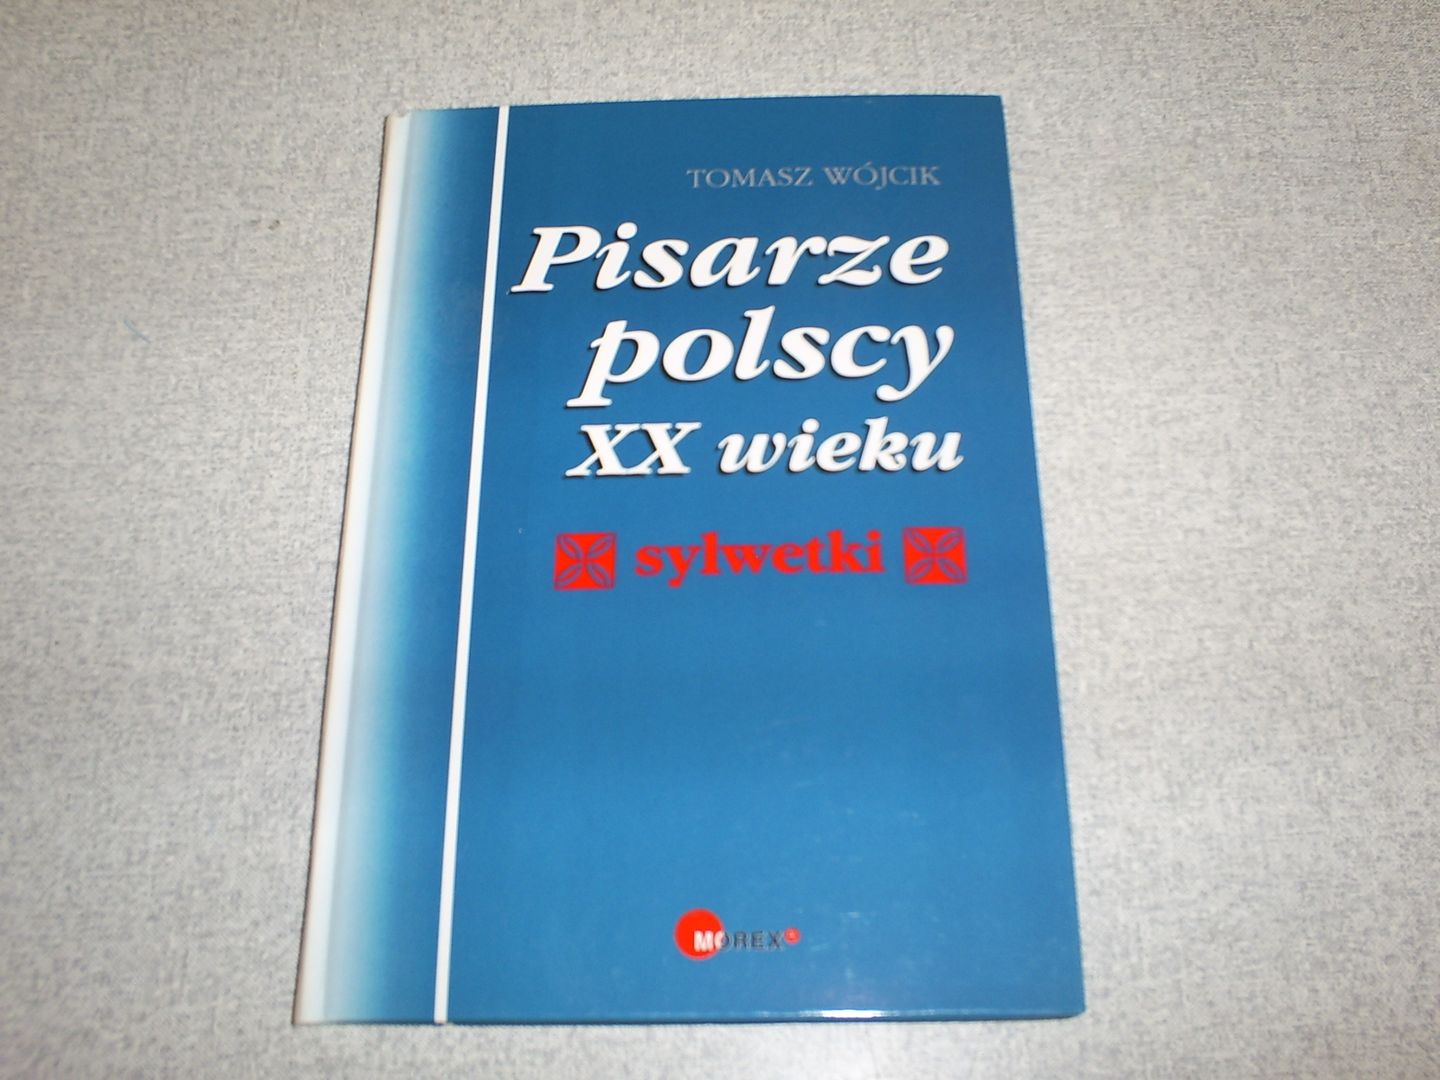 TOMASZ WÓJCIK
Pisarze
polscy
XX wieku
sylwetki
MOREX